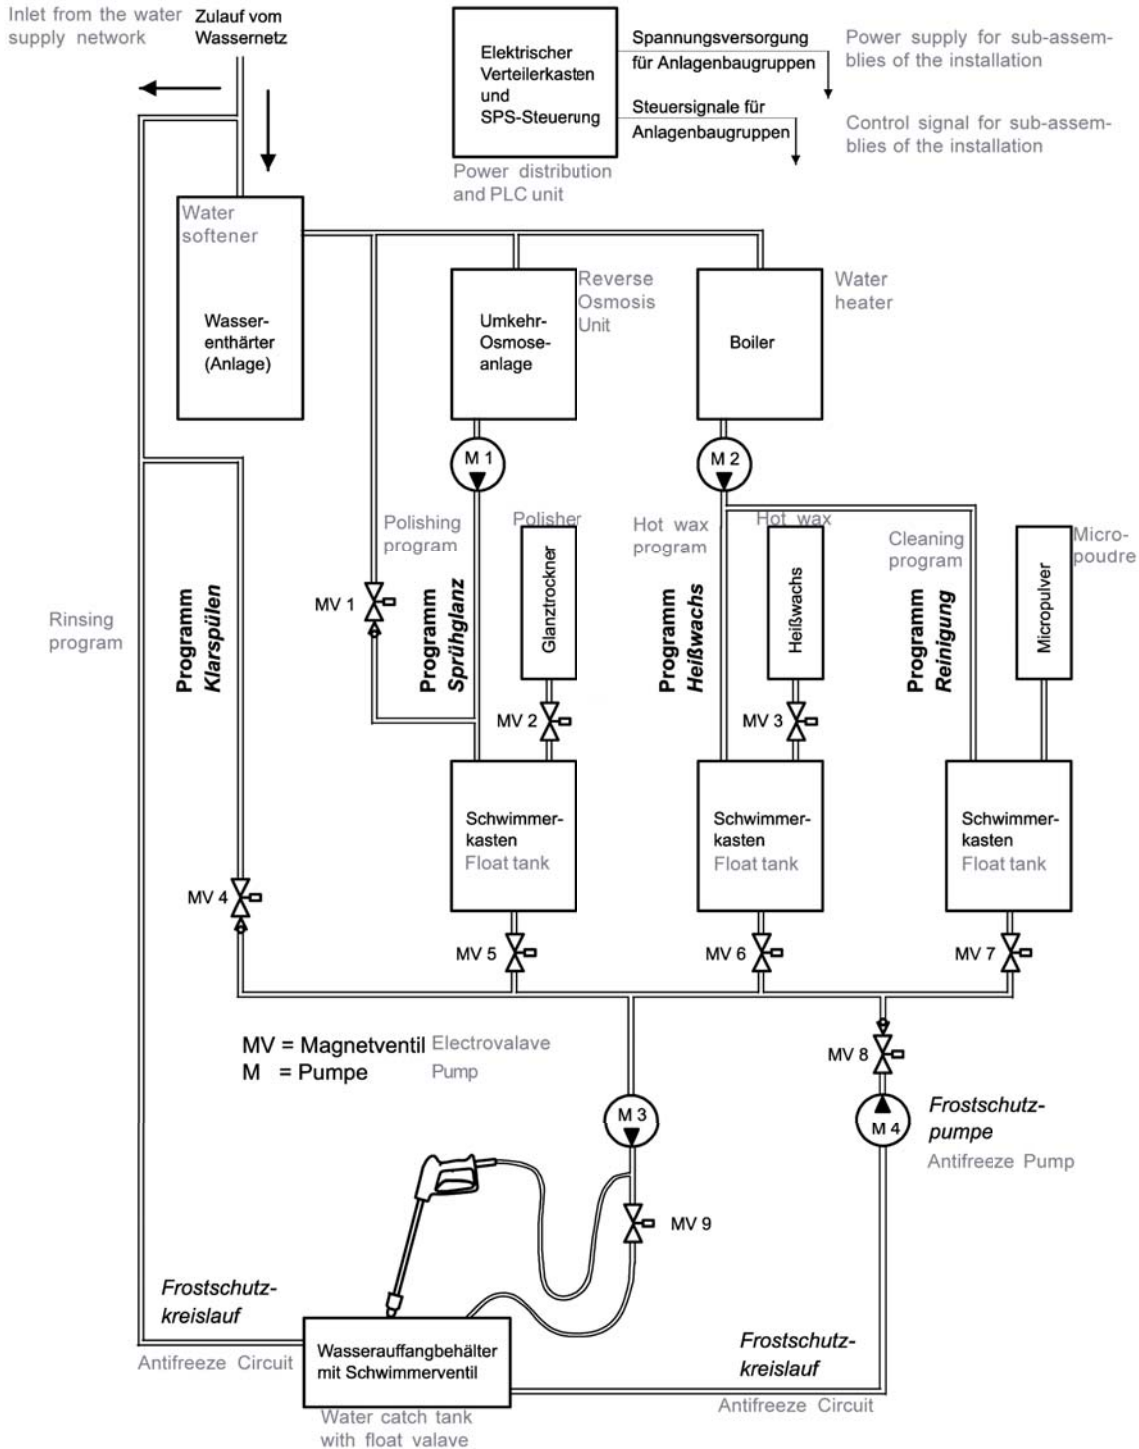 Inlet from the water
supply network
Zulauf vom
Wassernetz
Elektrischer
Verteilerkasten
und
SPS-Steuerung
Spannungsversorgung
für Anlagenbaugruppen
Steuersignale für
Anlagenbaugruppen
Power supply for sub-assem-
blies of the installation
Control signal for sub-assem-
blies of the installation
Power distribution
and PLC unit
Water
softener
Wasser-
enthärter
(Anlage)
Umkehr-
Osmose-
anlage
Reverse
Osmosis
Unit
Boiler
Water
heater
M 1
M 2
Polishing
program
Polisher
Hot wax
program
Hot wax
Cleaning
program
Micro-
poudre
Rinsing
program
Programm
Klarspülen
MV 1
Programm
Sprühglanz
Glanztrockner
Programm
Heißwachs
Heißwachs
Programm
Reinigung
Micropulver
MV 2
MV 3
Schwimmer-
kasten
Float tank
Schwimmer-
kasten
Float tank
Schwimmer-
kasten
Float tank
MV 4
MV 5
MV 6
MV 7
MV = Magnetventil Electrovalave
M = Pumpe Pump
MV 8
M 3
M 4
Frostschutz-
pumpe
Antifreeze Pump
MV 9
Frostschutz-
kreislauf
Antifreeze Circuit
Wasserauffangbehälter
mit Schwimmerventil
Water catch tank
with float valave
Frostschutz-
kreislauf
Antifreeze Circuit